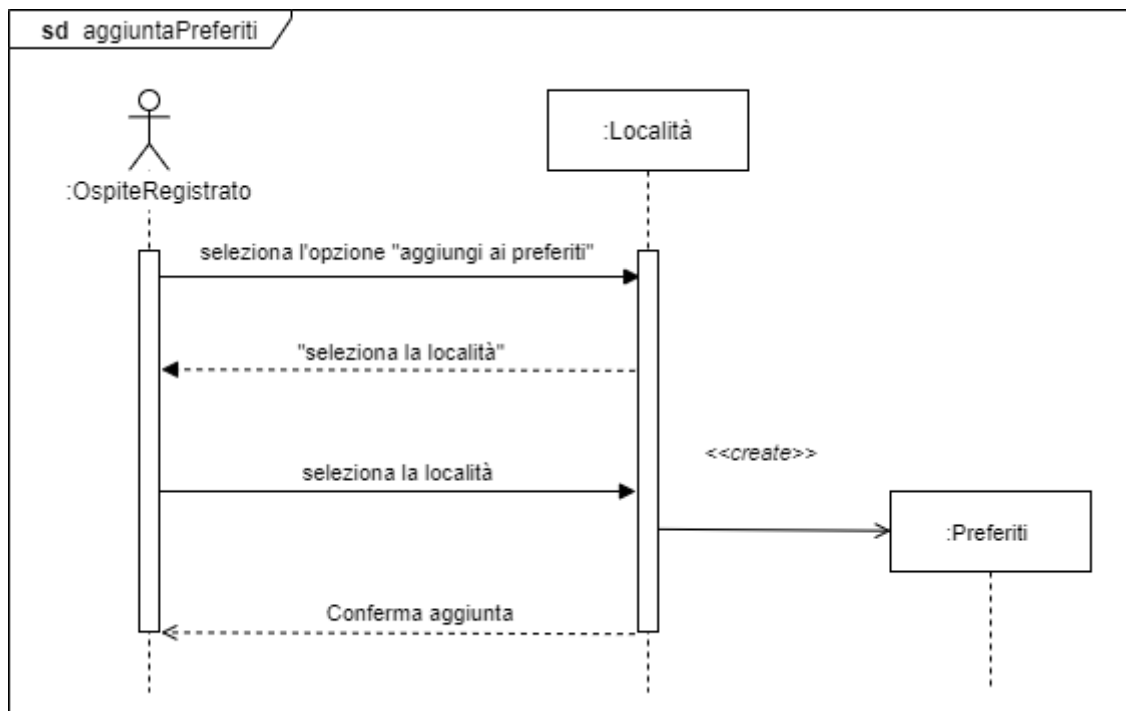 sd aggiuntaPreferiti
:OspiteRegistrato
:Località
seleziona l'opzione "aggiungi ai preferiti"
"seleziona la località"
<<create>>
seleziona la località
:Preferiti
Conferma aggiunta